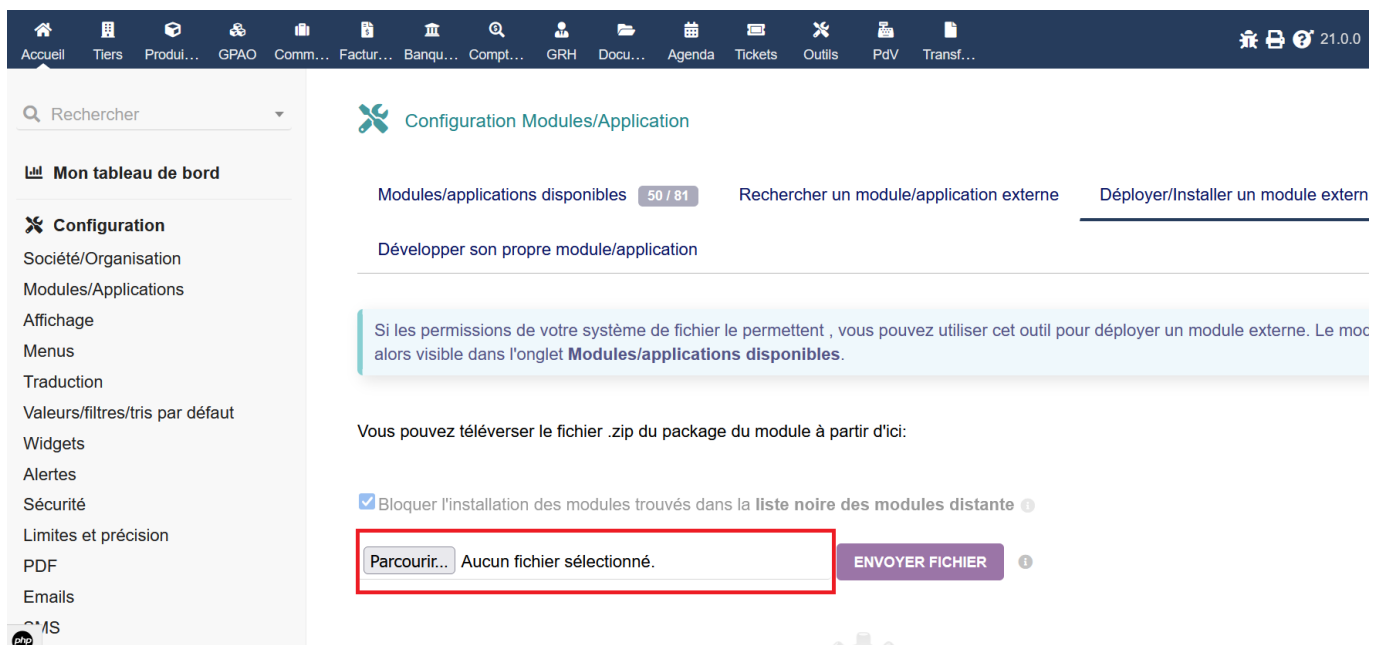 Accueil Tiers Produi... GPAO Comm... Factur... Banqu... Compt... GRH Docu... Agenda Tickets Outils PdV Transf...
21.0.0
Rechercher
Mon tableau de bord
Configuration
Société/Organisation
Modules/Applications
Affichage
Menus
Traduction
Valeurs/filtres/tris par défaut
Widgets
Alertes
Sécurité
Limites et précision
PDF
Emails
php
Configuration Modules/Application
Modules/applications disponibles 50 / 81 Rechercher un module/application externe Déployer/Installer un module extern
Développer son propre module/application
Si les permissions de votre système de fichier le permettent , vous pouvez utiliser cet outil pour déployer un module externe. Le mod
alors visible dans l'onglet Modules/applications disponibles.
Vous pouvez téléverser le fichier .zip du package du module à partir d'ici:
Bloquer l'installation des modules trouvés dans la liste noire des modules distante
Parcourir... Aucun fichier sélectionné. ENVOYER FICHIER